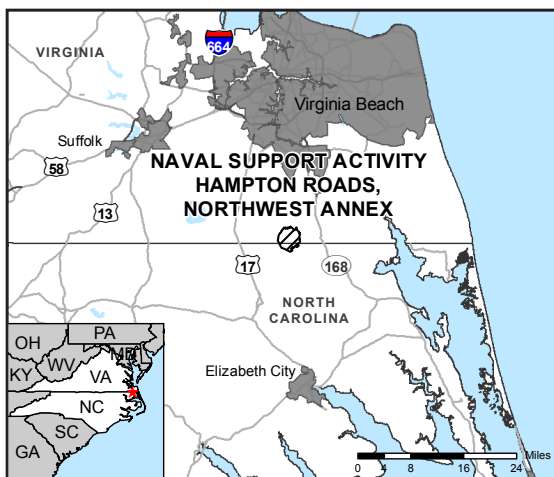 VIRGINIA
664
Virginia Beach
Suffolk
58
NAVAL SUPPORT ACTIVITY
HAMPTON ROADS,
NORTHWEST ANNEX
13
17
168
NORTH
CAROLINA
Elizabeth City
OH
PA
WV
KY
VA
NC
SC
GA
Miles
0 4 8 16 24